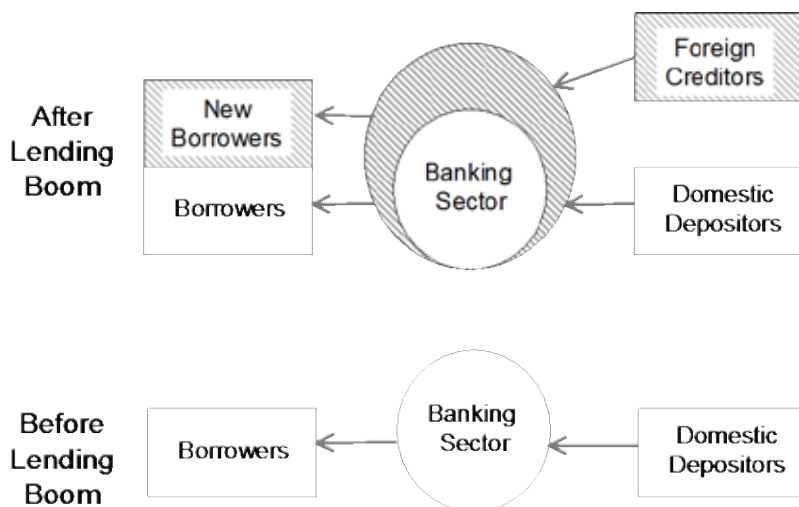 After
Lending
Boom
New
Borrowers
Borrowers
Banking
Sector
Foreign
Creditors
Domestic
Depositors
Before
Lending
Boom
Borrowers
Banking
Sector
Domestic
Depositors